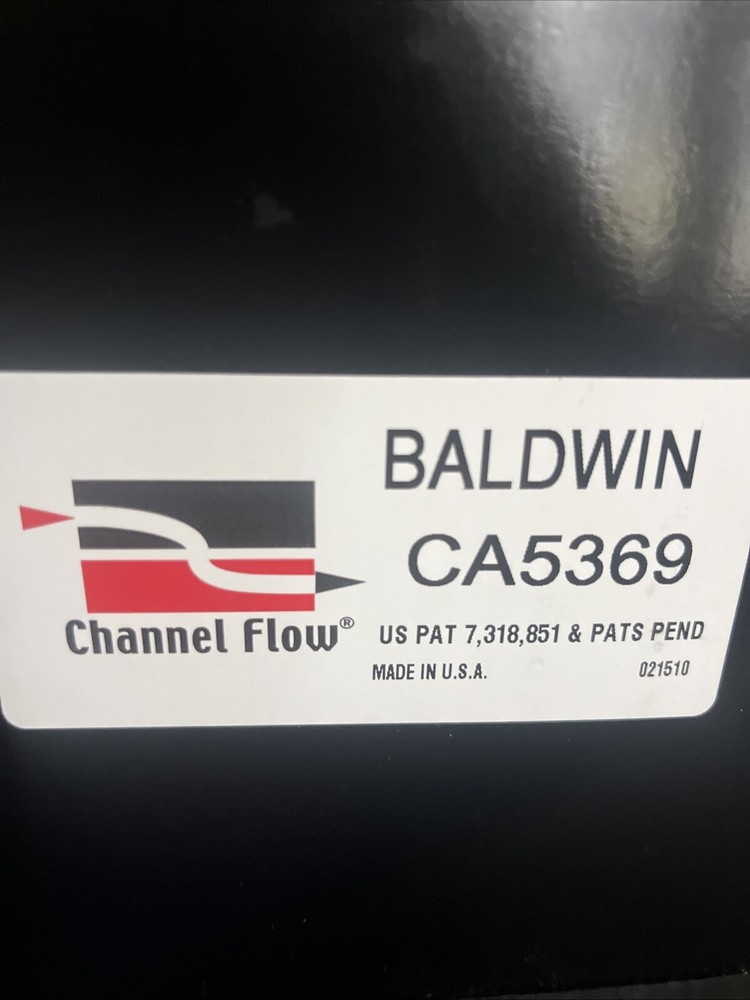 BALDWIN
CA5369
Channel Flow®
US PAT 7,318,851 & PATS PEND
MADE IN U.S.A.
021510